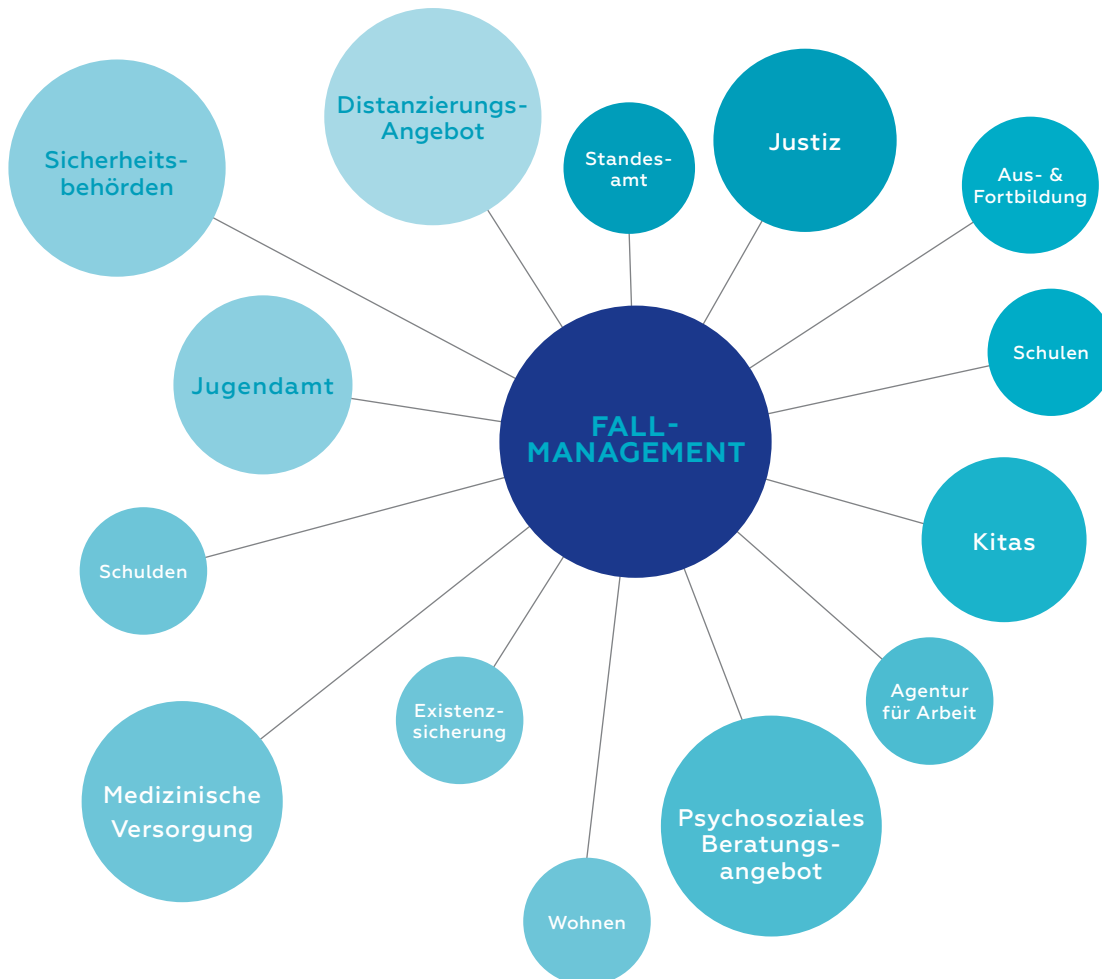 Distanzierungs-
Angebot
Sicherheits-
behörden
Standes-
amt
Justiz
Aus- &
Fortbildung
Jugendamt
Schulen
FALL-
MANAGEMENT
Kitas
Schulden
Agentur
für Arbeit
Existenz-
sicherung
Medizinische
Versorgung
Psychosoziales
Beratungs-
angebot
Wohnen